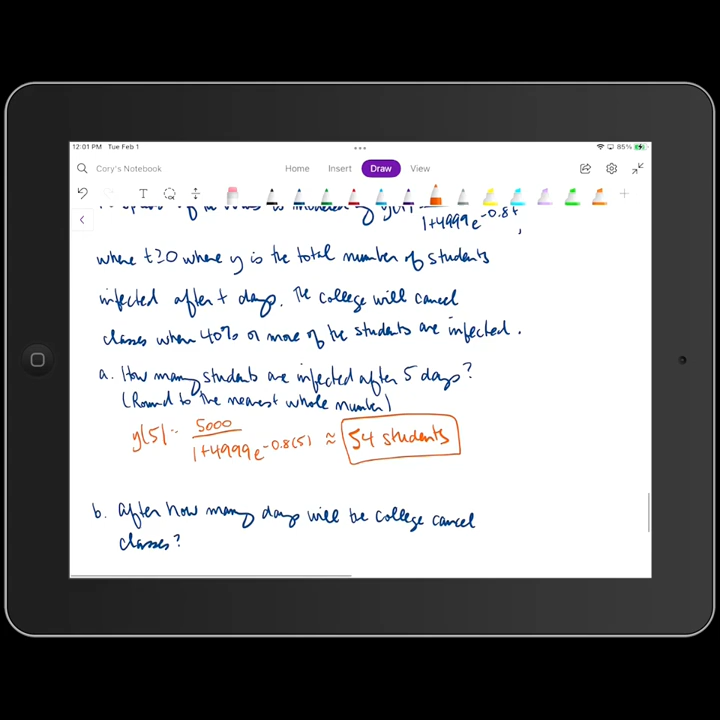 12:01 PM Tue Feb 1
85%
Cory's Notebook
Home Insert Draw View
1+4999e^-0.8t,
where t≥0 where y is the total number of students
infected after t days. The college will cancel
classes when 40% or more of the students are infected.
a. How many students are infected after 5 days?
(Round to the nearest whole number)
y(5) = 5000
1+4999e^-0.8(5) ≈ 54 students
b. After how many days will the college cancel
classes?